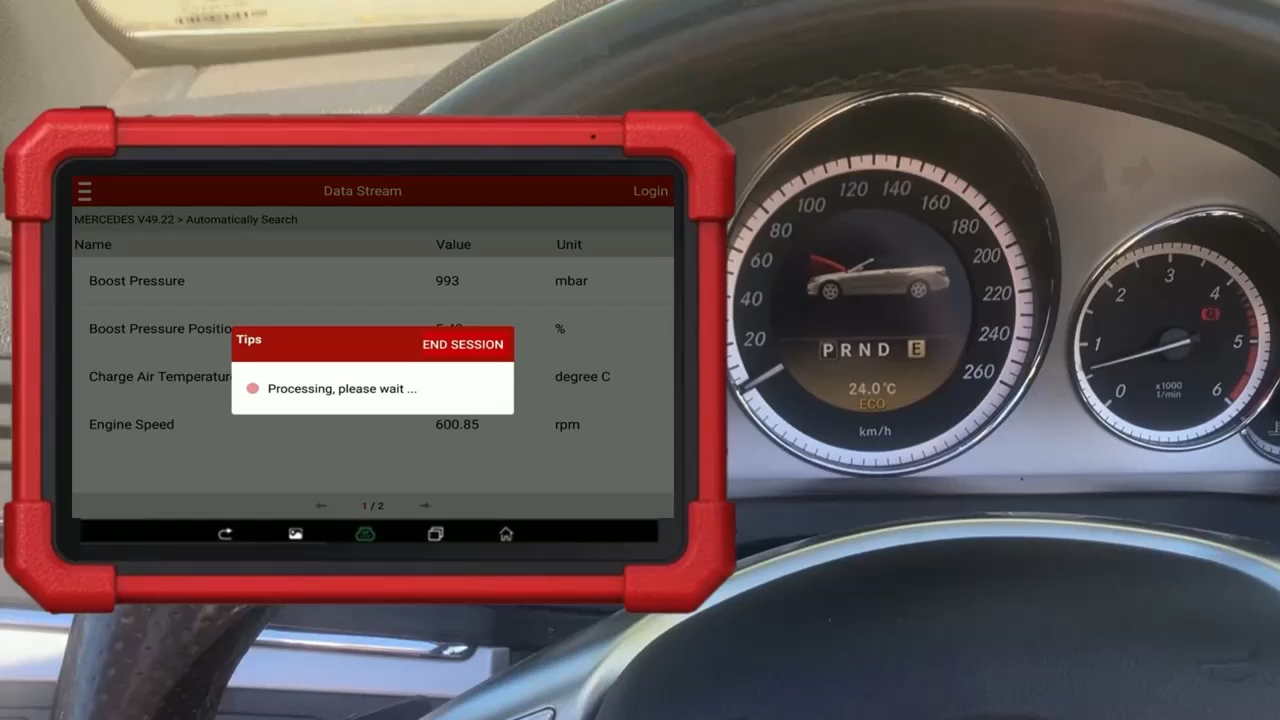 Data Stream Login
MERCEDES V49.22 > Automatically Search
Name Value Unit
Boost Pressure 993 mbar
Boost Pressure Positio %
Tips END SESSION
Charge Air Temperatur degree C
Processing, please wait ...
Engine Speed 600.85 rpm
1 / 2
20 40 60 80 100 120 140 160 180 200 220 240 260
P R N D E
24.0°C
ECO
km/h
0 1 2 3 4 5 6
x1000
1/min